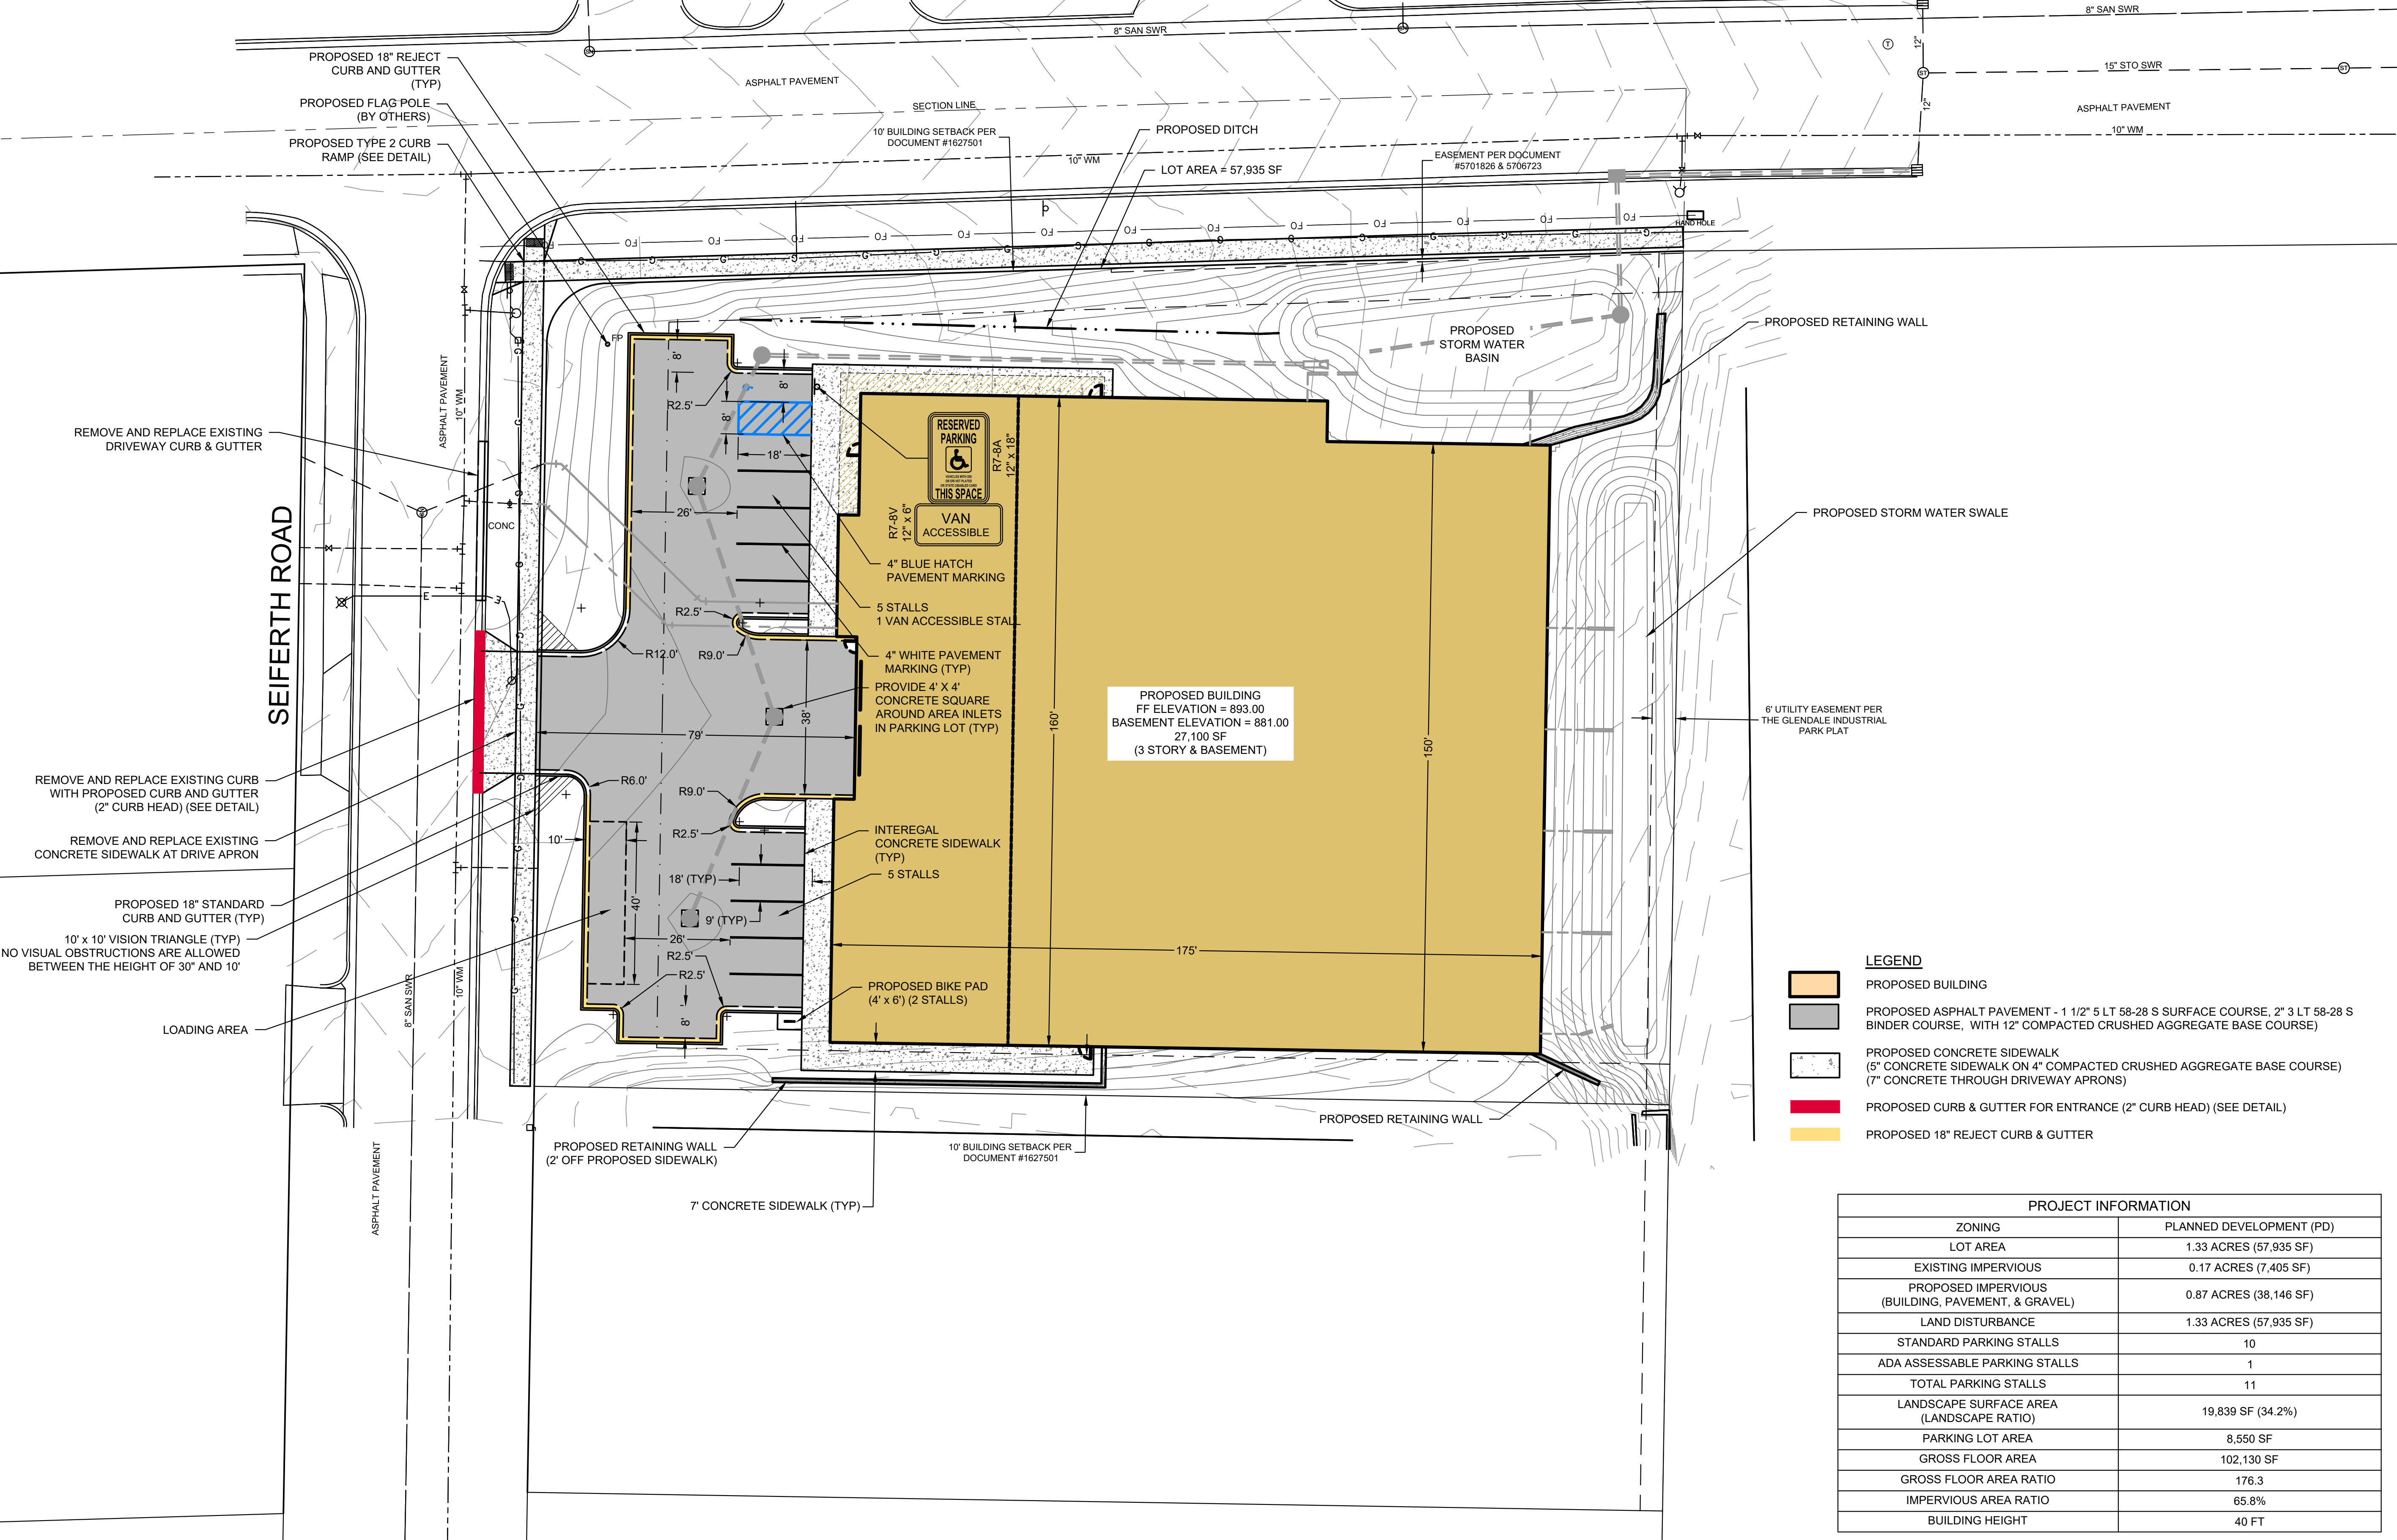 8" SAN SWR
8" SAN SWR
12"
15" STO SWR
12"
ASPHALT PAVEMENT
10" WM
ASPHALT PAVEMENT
SECTION LINE
10" WM
PROPOSED 18" REJECT
CURB AND GUTTER
(TYP)
PROPOSED FLAG POLE
(BY OTHERS)
PROPOSED TYPE 2 CURB
RAMP (SEE DETAIL)
10' BUILDING SETBACK PER
DOCUMENT #1627501
PROPOSED DITCH
LOT AREA = 57,935 SF
EASEMENT PER DOCUMENT
#5701826 & 5706723
HAND HOLE
FP
PROPOSED
STORM WATER
BASIN
PROPOSED RETAINING WALL
ASPHALT PAVEMENT
10" WM
REMOVE AND REPLACE EXISTING
DRIVEWAY CURB & GUTTER
CONC
SEIFERTH ROAD
8'
8'
8'
R2.5'
18'
26'
RESERVED
PARKING
THIS SPACE
R7-8A
12" x 18"
VAN
ACCESSIBLE
R7-8V
12" x 6"
4" BLUE HATCH
PAVEMENT MARKING
5 STALLS
1 VAN ACCESSIBLE STALL
4" WHITE PAVEMENT
MARKING (TYP)
PROVIDE 4' X 4'
CONCRETE SQUARE
AROUND AREA INLETS
IN PARKING LOT (TYP)
R2.5'
R12.0'
R9.0'
38'
79'
R6.0'
R9.0'
R2.5'
10'
18' (TYP)
40'
9' (TYP)
26'
R2.5'
R2.5'
8'
160'
150'
175'
PROPOSED BUILDING
FF ELEVATION = 893.00
BASEMENT ELEVATION = 881.00
27,100 SF
(3 STORY & BASEMENT)
PROPOSED STORM WATER SWALE
6' UTILITY EASEMENT PER
THE GLENDALE INDUSTRIAL
PARK PLAT
REMOVE AND REPLACE EXISTING CURB
WITH PROPOSED CURB AND GUTTER
(2" CURB HEAD) (SEE DETAIL)
REMOVE AND REPLACE EXISTING
CONCRETE SIDEWALK AT DRIVE APRON
PROPOSED 18" STANDARD
CURB AND GUTTER (TYP)
10' x 10' VISION TRIANGLE (TYP)
NO VISUAL OBSTRUCTIONS ARE ALLOWED
BETWEEN THE HEIGHT OF 30" AND 10'
LOADING AREA
INTEREGAL
CONCRETE SIDEWALK
(TYP)
5 STALLS
PROPOSED BIKE PAD
(4' x 6') (2 STALLS)
8" SAN SWR
10" WM
ASPHALT PAVEMENT
PROPOSED RETAINING WALL
(2' OFF PROPOSED SIDEWALK)
10' BUILDING SETBACK PER
DOCUMENT #1627501
7' CONCRETE SIDEWALK (TYP)
PROPOSED RETAINING WALL
LEGEND
PROPOSED BUILDING
PROPOSED ASPHALT PAVEMENT - 1 1/2" 5 LT 58-28 S SURFACE COURSE, 2" 3 LT 58-28 S
BINDER COURSE, WITH 12" COMPACTED CRUSHED AGGREGATE BASE COURSE)
PROPOSED CONCRETE SIDEWALK
(5" CONCRETE SIDEWALK ON 4" COMPACTED CRUSHED AGGREGATE BASE COURSE)
(7" CONCRETE THROUGH DRIVEWAY APRONS)
PROPOSED CURB & GUTTER FOR ENTRANCE (2" CURB HEAD) (SEE DETAIL)
PROPOSED 18" REJECT CURB & GUTTER
PROJECT INFORMATION
ZONING PLANNED DEVELOPMENT (PD)
LOT AREA 1.33 ACRES (57,935 SF)
EXISTING IMPERVIOUS 0.17 ACRES (7,405 SF)
PROPOSED IMPERVIOUS
(BUILDING, PAVEMENT, & GRAVEL) 0.87 ACRES (38,146 SF)
LAND DISTURBANCE 1.33 ACRES (57,935 SF)
STANDARD PARKING STALLS 10
ADA ASSESSABLE PARKING STALLS 1
TOTAL PARKING STALLS 11
LANDSCAPE SURFACE AREA
(LANDSCAPE RATIO) 19,839 SF (34.2%)
PARKING LOT AREA 8,550 SF
GROSS FLOOR AREA 102,130 SF
GROSS FLOOR AREA RATIO 176.3
IMPERVIOUS AREA RATIO 65.8%
BUILDING HEIGHT 40 FT